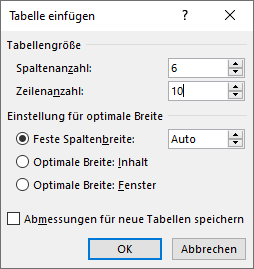 Tabelle einfügen
Tabellengröße
Spaltenanzahl: 6
Zeilenanzahl: 10
Einstellung für optimale Breite
Feste Spaltenbreite: Auto
Optimale Breite: Inhalt
Optimale Breite: Fenster
Abmessungen für neue Tabellen speichern
OK Abbrechen